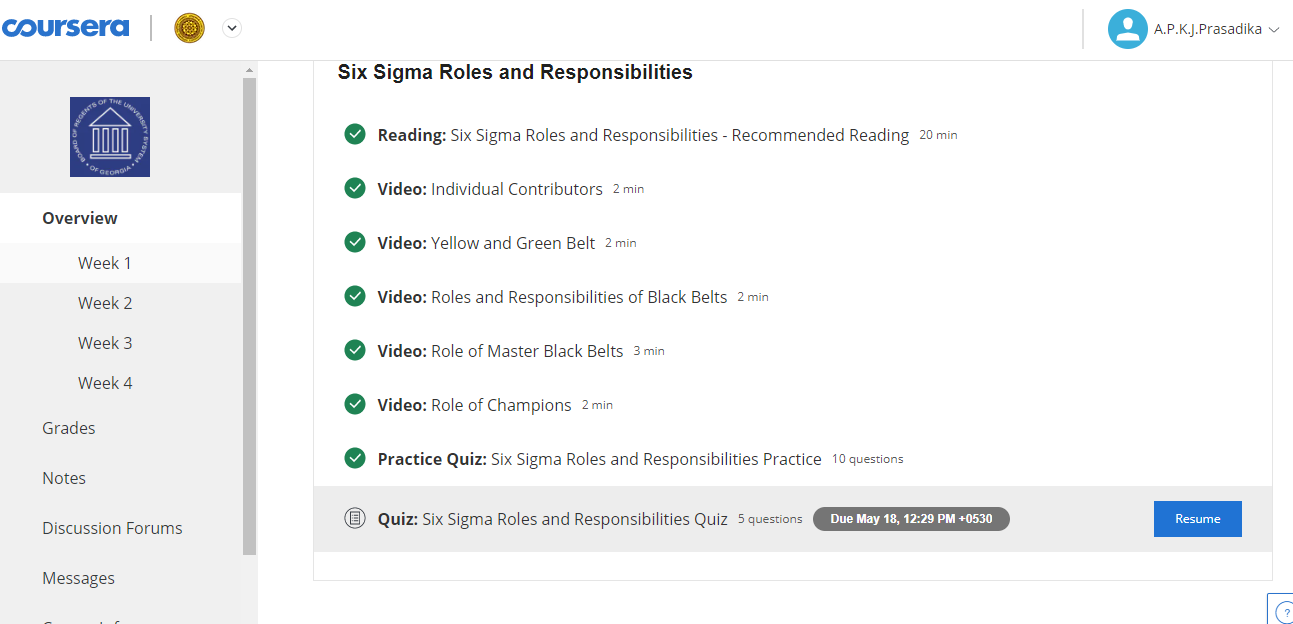 coursera
A.P.K.J.Prasadika
BOARD OF REGENTS OF THE UNIVERSITY SYSTEM OF GEORGIA
Overview
Week 1
Week 2
Week 3
Week 4
Grades
Notes
Discussion Forums
Messages
Six Sigma Roles and Responsibilities
Reading: Six Sigma Roles and Responsibilities - Recommended Reading 20 min
Video: Individual Contributors 2 min
Video: Yellow and Green Belt 2 min
Video: Roles and Responsibilities of Black Belts 2 min
Video: Role of Master Black Belts 3 min
Video: Role of Champions 2 min
Practice Quiz: Six Sigma Roles and Responsibilities Practice 10 questions
Quiz: Six Sigma Roles and Responsibilities Quiz 5 questions Due May 18, 12:29 PM +0530 Resume
?